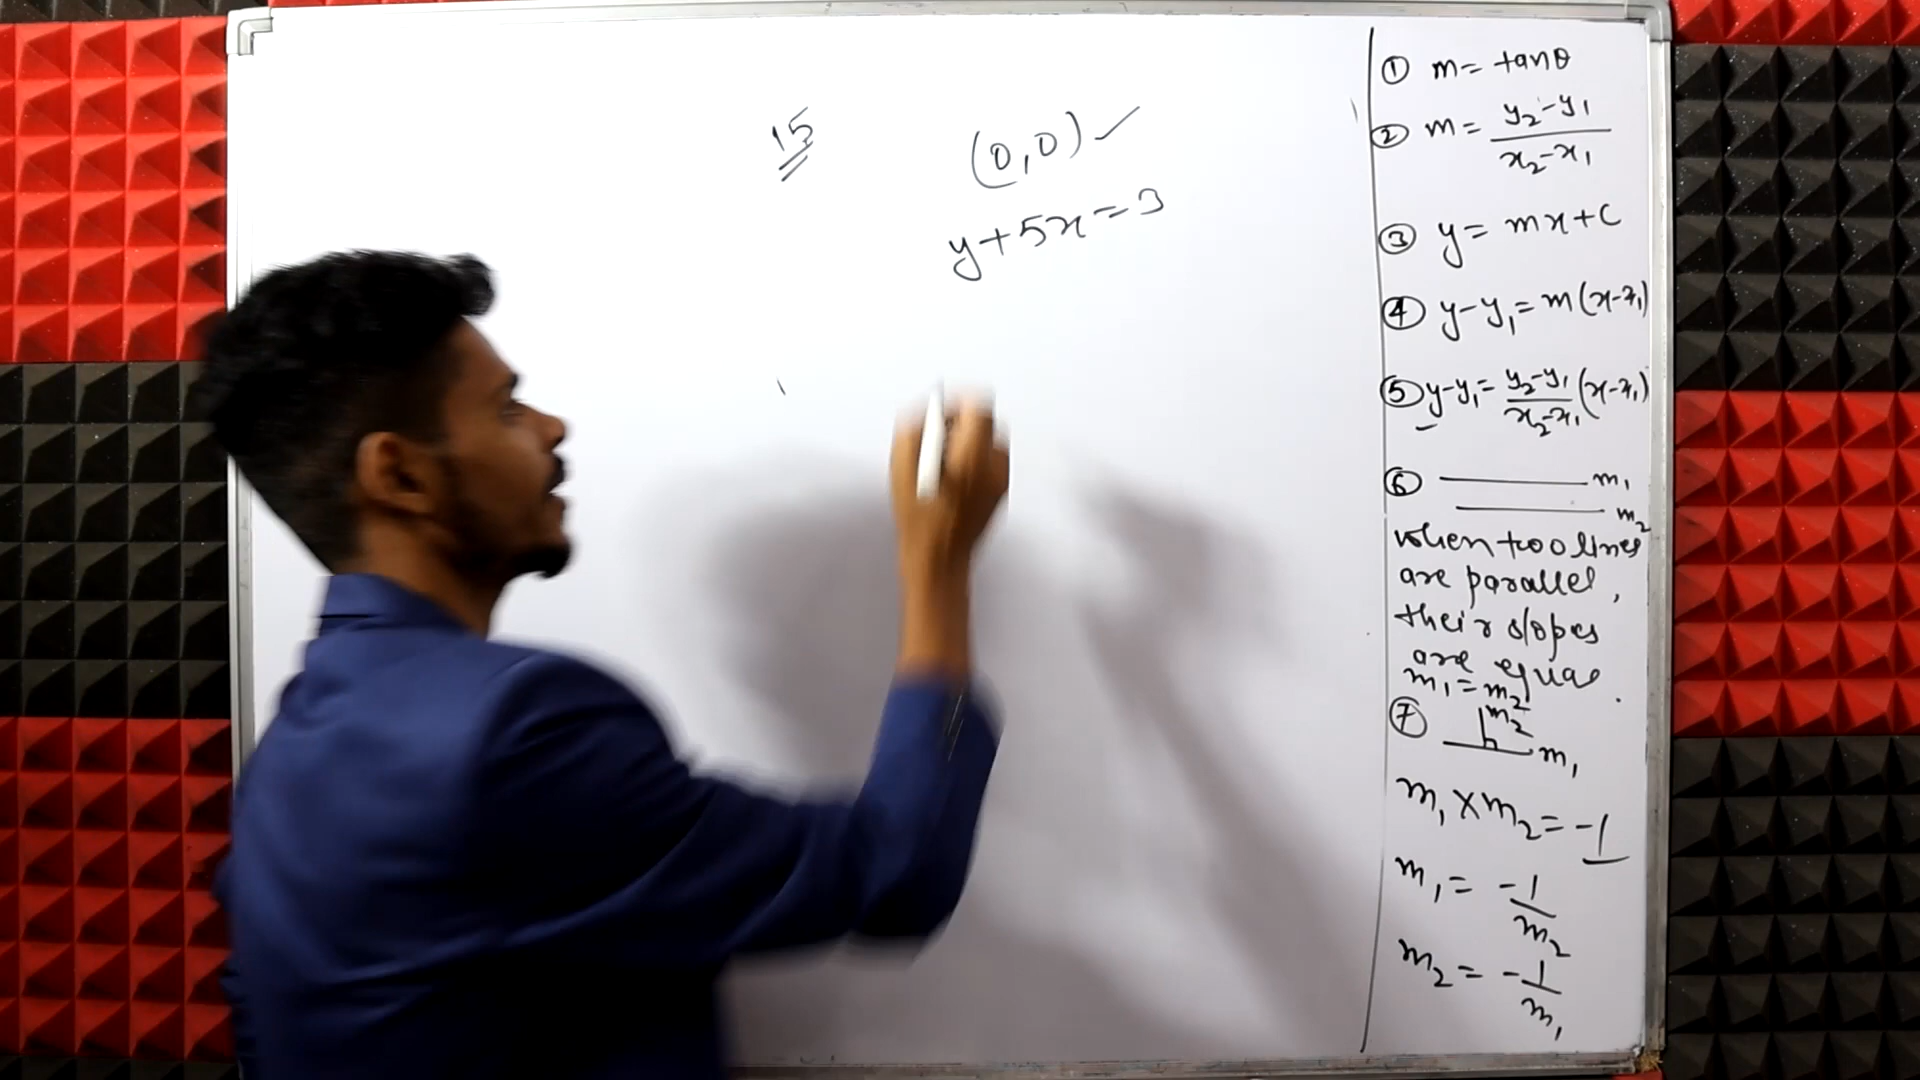 15
(0,0) ✓
y+5x=3
① m= tanθ
② m= y₂-y₁ / x₂-x₁
③ y= mx+c
④ y-y₁=m(x-x₁)
⑤ y-y₁= y₂-y₁ / x₂-x₁ (x-x₁)
⑥ m₁
m₂
when two lines
are parallel,
their slopes
are equal.
m₁=m₂
⑦ m₂
m₁
m₁×m₂=-1
m₁= -1/m₂
m₂= -1/m₁